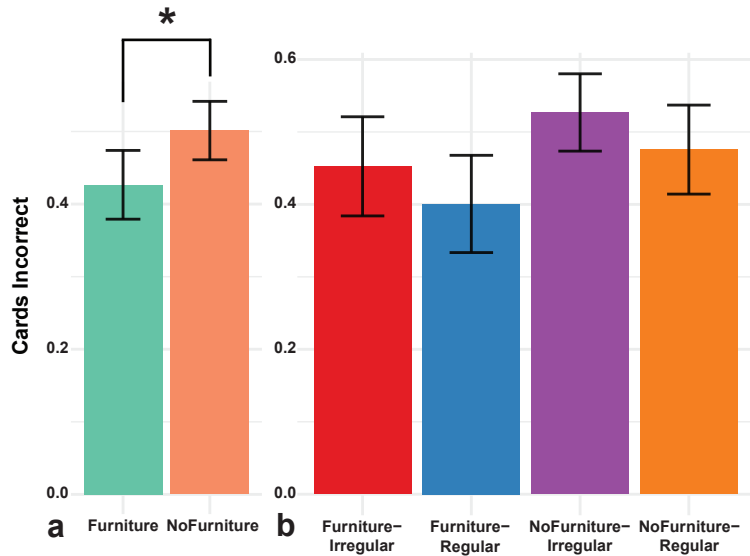 *
Cards Incorrect
0.4
0.2
0.0
a
Furniture
NoFurniture
0.6
0.4
0.2
0.0
b
Furniture–
Irregular
Furniture–
Regular
NoFurniture–
Irregular
NoFurniture–
Regular